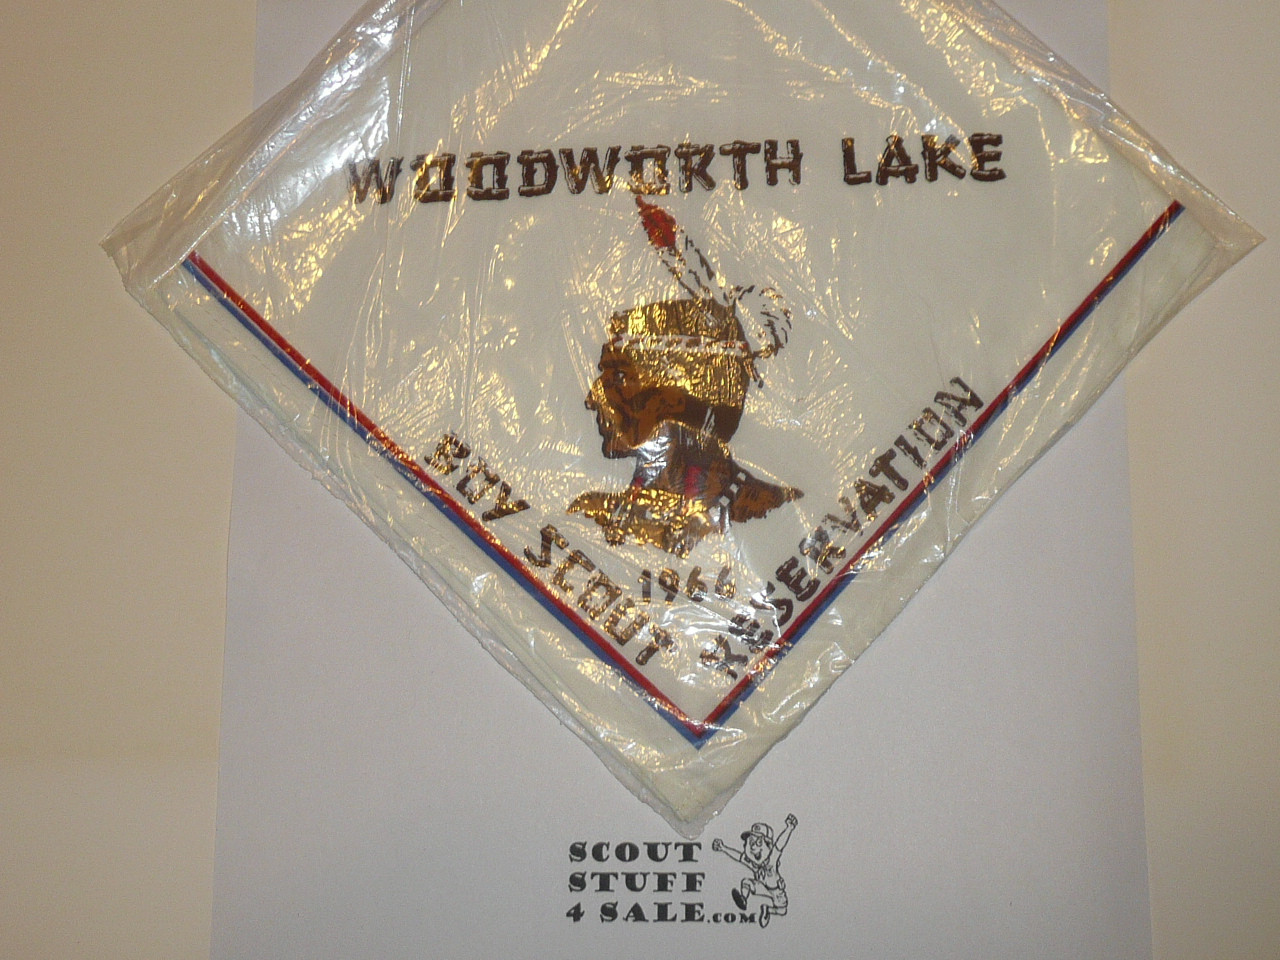 WOODWORTH LAKE
BOY SCOUT
1966
RESERVATION
SCOUT
STUFF
4 SALE.COM